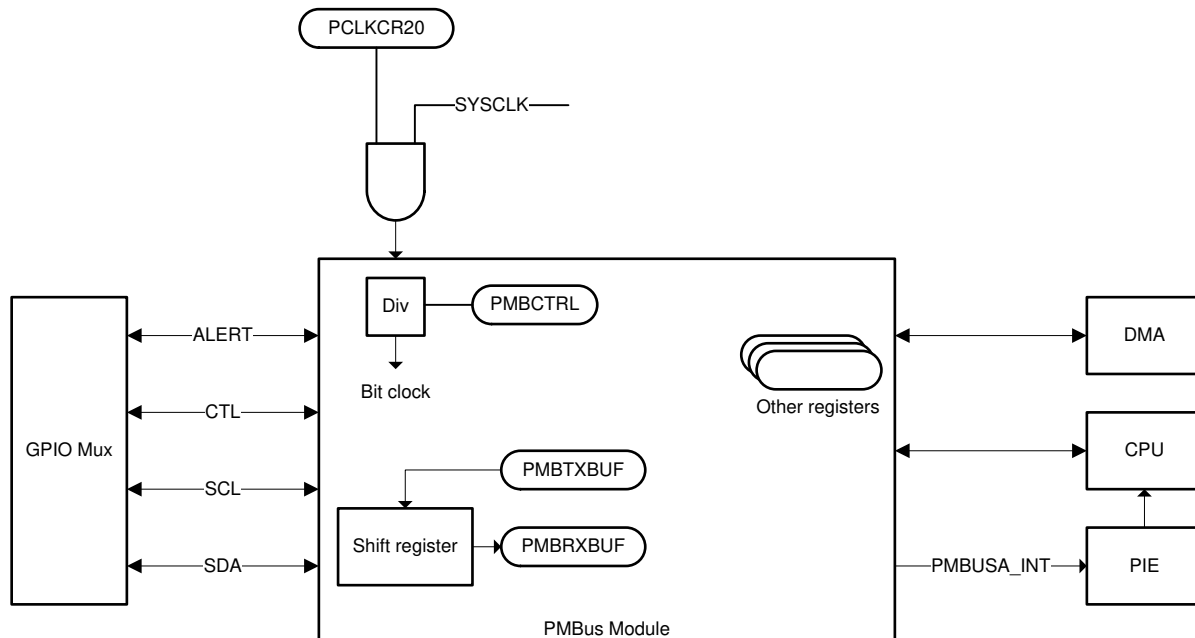 PCLKCR20
SYSCLK
Div
PMBCTRL
Bit clock
Other registers
GPIO Mux
ALERT
CTL
SCL
SDA
PMBTXBUF
Shift register
PMBRXBUF
PMBus Module
DMA
CPU
PMBUSA_INT
PIE